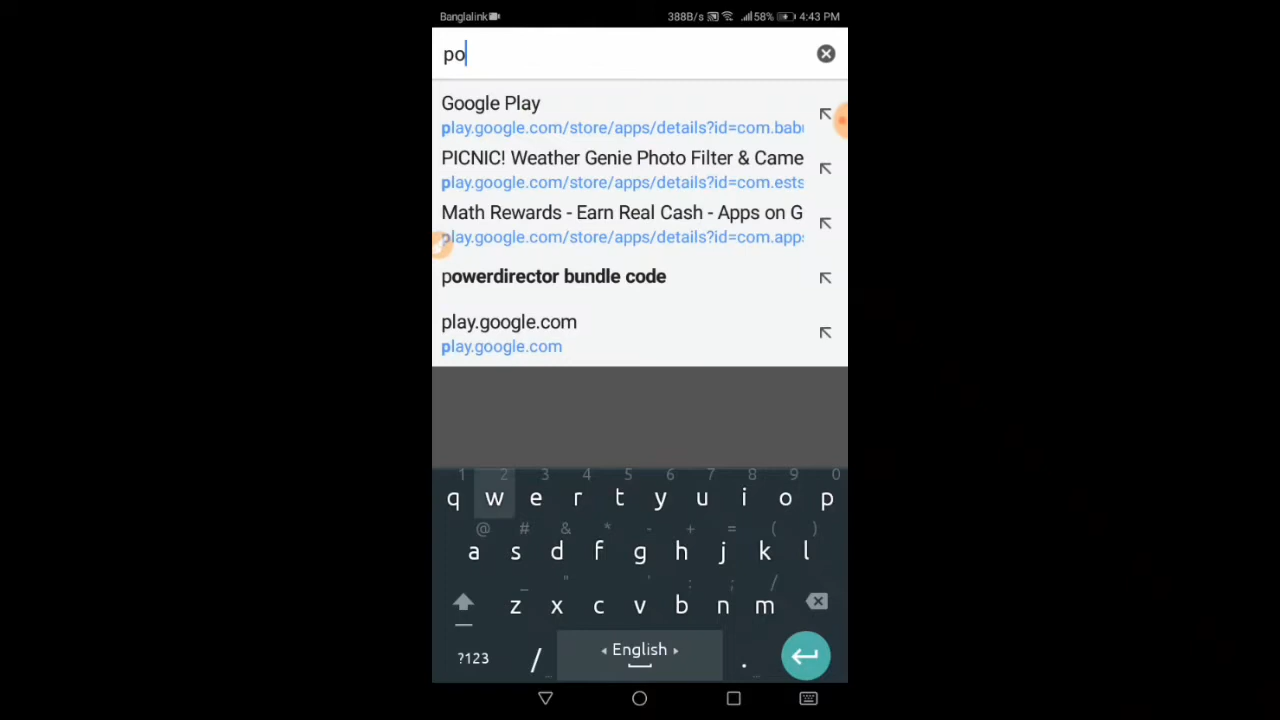 Banglalink 388B/s 58% 4:43 PM
po
Google Play
play.google.com/store/apps/details?id=com.babu
PICNIC! Weather Genie Photo Filter & Came
play.google.com/store/apps/details?id=com.ests
Math Rewards - Earn Real Cash - Apps on G
play.google.com/store/apps/details?id=com.apps
powerdirector bundle code
play.google.com
play.google.com
1 2 3 4 5 6 7 8 9 0
q w e r t y u i o p
@ # & * - + = ( )
a s d f g h j k l
_ " ' : ; /
z x c v b n m
?123 / English .